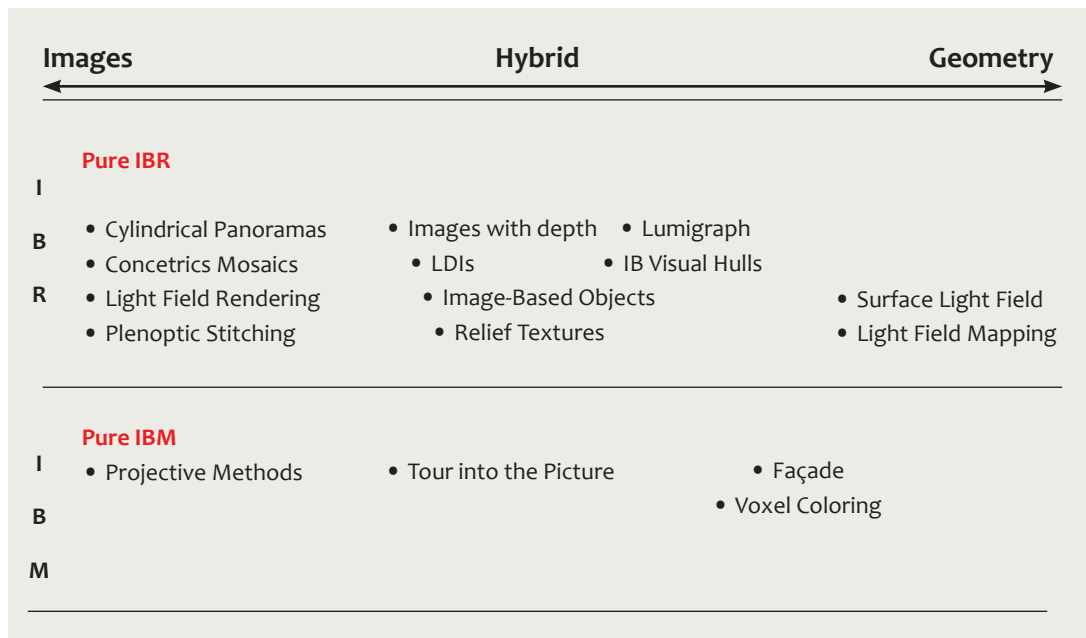 Images Hybrid Geometry
Pure IBR
I
B
R
• Cylindrical Panoramas • Images with depth • Lumigraph
• Concetrics Mosaics • LDIs • IB Visual Hulls
• Light Field Rendering • Image-Based Objects • Surface Light Field
• Plenoptic Stitching • Relief Textures • Light Field Mapping
Pure IBM
I
B
M
• Projective Methods • Tour into the Picture • Façade
• Voxel Coloring